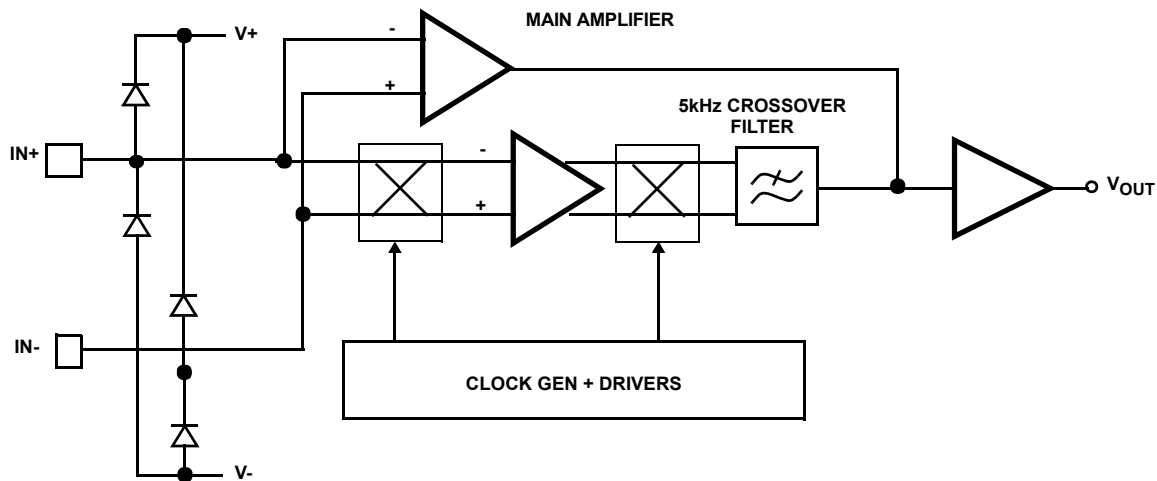 MAIN AMPLIFIER
V+
-
+
5kHz CROSSOVER
FILTER
IN+
-
+
VOUT
IN-
CLOCK GEN + DRIVERS
V-